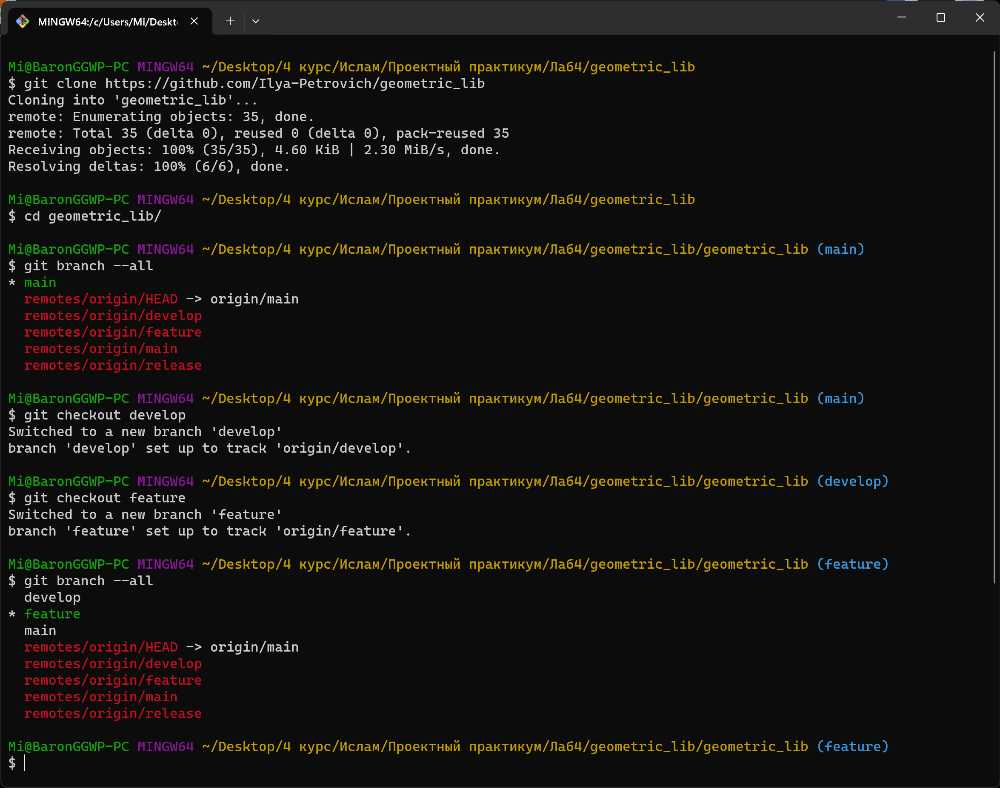 MINGW64:/c/Users/Mi/Deskt
Mi@BaronGGWP-PC MINGW64 ~/Desktop/4 курс/Ислам/Проектный практикум/Лаб4/geometric_lib
$ git clone https://github.com/Ilya-Petrovich/geometric_lib
Cloning into 'geometric_lib'...
remote: Enumerating objects: 35, done.
remote: Total 35 (delta 0), reused 0 (delta 0), pack-reused 35
Receiving objects: 100% (35/35), 4.60 KiB | 2.30 MiB/s, done.
Resolving deltas: 100% (6/6), done.
Mi@BaronGGWP-PC MINGW64 ~/Desktop/4 курс/Ислам/Проектный практикум/Лаб4/geometric_lib
$ cd geometric_lib/
Mi@BaronGGWP-PC MINGW64 ~/Desktop/4 курс/Ислам/Проектный практикум/Лаб4/geometric_lib/geometric_lib (main)
$ git branch --all
* main
remotes/origin/HEAD -> origin/main
remotes/origin/develop
remotes/origin/feature
remotes/origin/main
remotes/origin/release
Mi@BaronGGWP-PC MINGW64 ~/Desktop/4 курс/Ислам/Проектный практикум/Лаб4/geometric_lib/geometric_lib (main)
$ git checkout develop
Switched to a new branch 'develop'
branch 'develop' set up to track 'origin/develop'.
Mi@BaronGGWP-PC MINGW64 ~/Desktop/4 курс/Ислам/Проектный практикум/Лаб4/geometric_lib/geometric_lib (develop)
$ git checkout feature
Switched to a new branch 'feature'
branch 'feature' set up to track 'origin/feature'.
Mi@BaronGGWP-PC MINGW64 ~/Desktop/4 курс/Ислам/Проектный практикум/Лаб4/geometric_lib/geometric_lib (feature)
$ git branch --all
develop
* feature
main
remotes/origin/HEAD -> origin/main
remotes/origin/develop
remotes/origin/feature
remotes/origin/main
remotes/origin/release
Mi@BaronGGWP-PC MINGW64 ~/Desktop/4 курс/Ислам/Проектный практикум/Лаб4/geometric_lib/geometric_lib (feature)
$